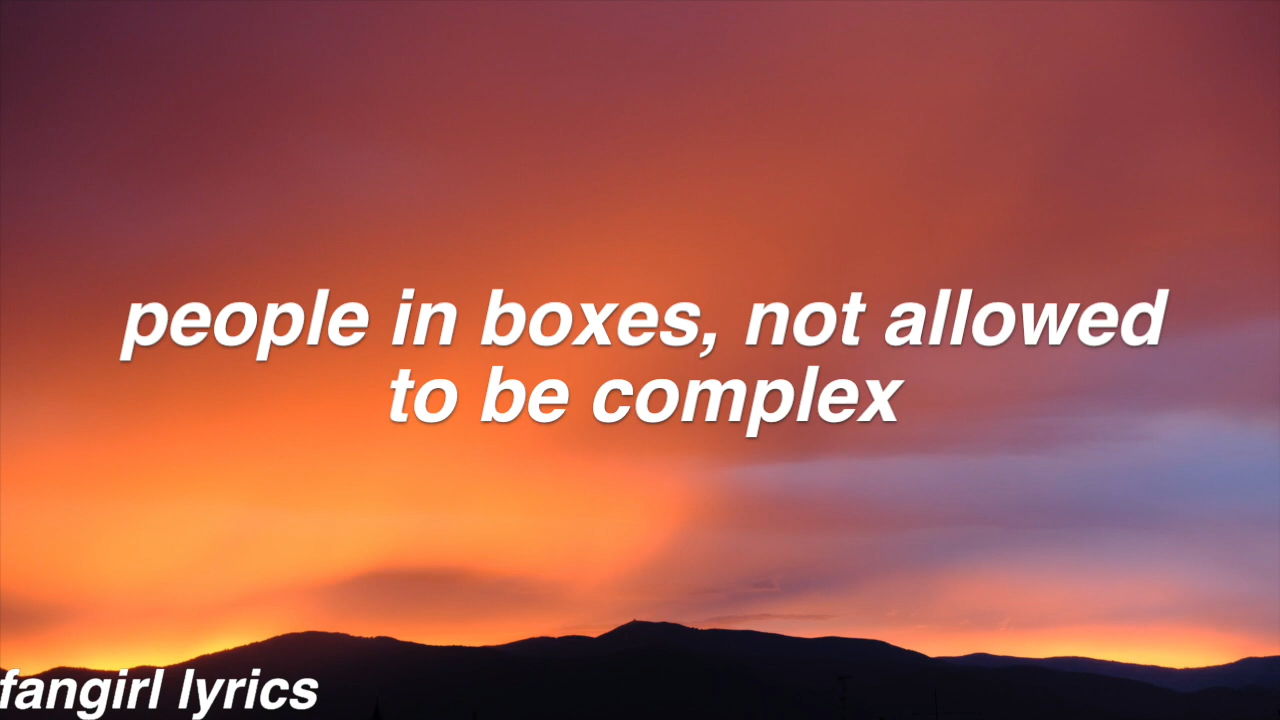 people in boxes, not allowed
to be complex
fangirl lyrics